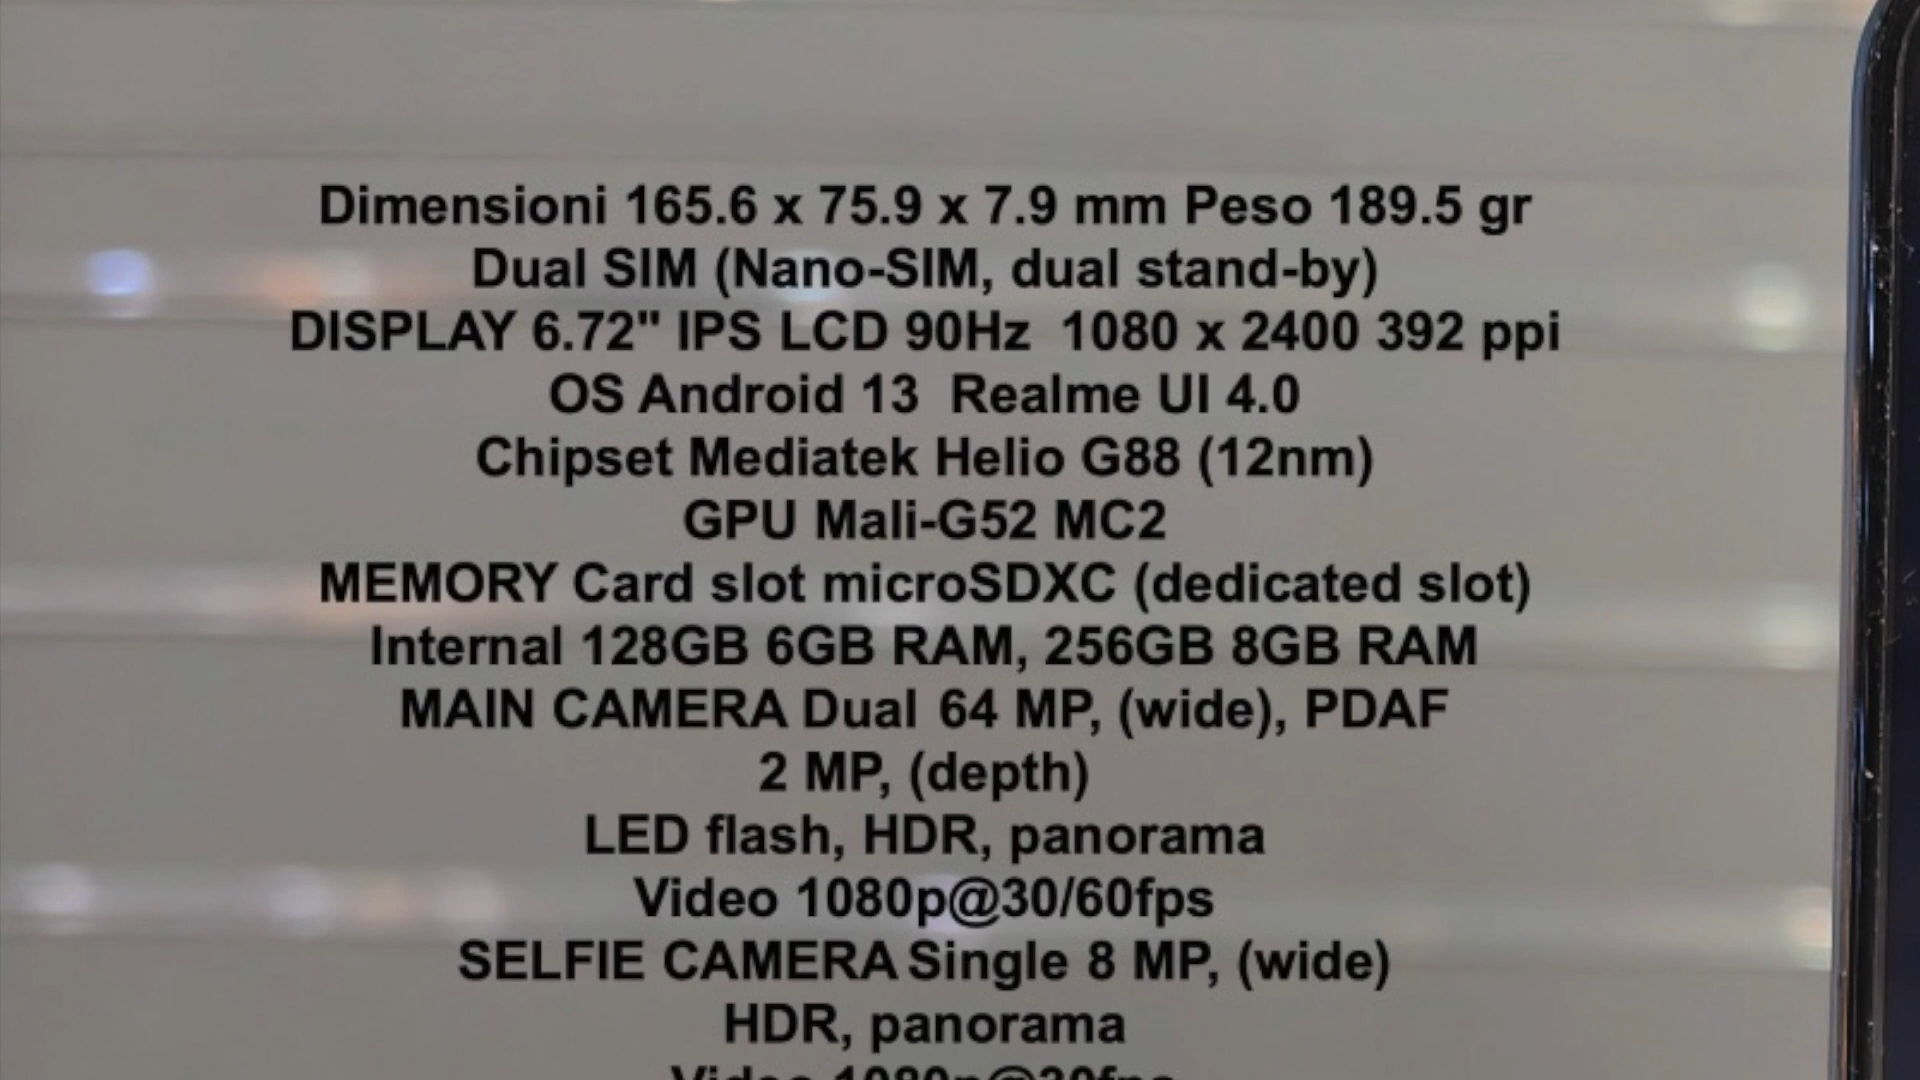 Dimensioni 165.6 x 75.9 x 7.9 mm Peso 189.5 gr
Dual SIM (Nano-SIM, dual stand-by)
DISPLAY 6.72" IPS LCD 90Hz 1080 x 2400 392 ppi
OS Android 13 Realme UI 4.0
Chipset Mediatek Helio G88 (12nm)
GPU Mali-G52 MC2
MEMORY Card slot microSDXC (dedicated slot)
Internal 128GB 6GB RAM, 256GB 8GB RAM
MAIN CAMERA Dual 64 MP, (wide), PDAF
2 MP, (depth)
LED flash, HDR, panorama
Video 1080p@30/60fps
SELFIE CAMERA Single 8 MP, (wide)
HDR, panorama
Video 1080p@30fps